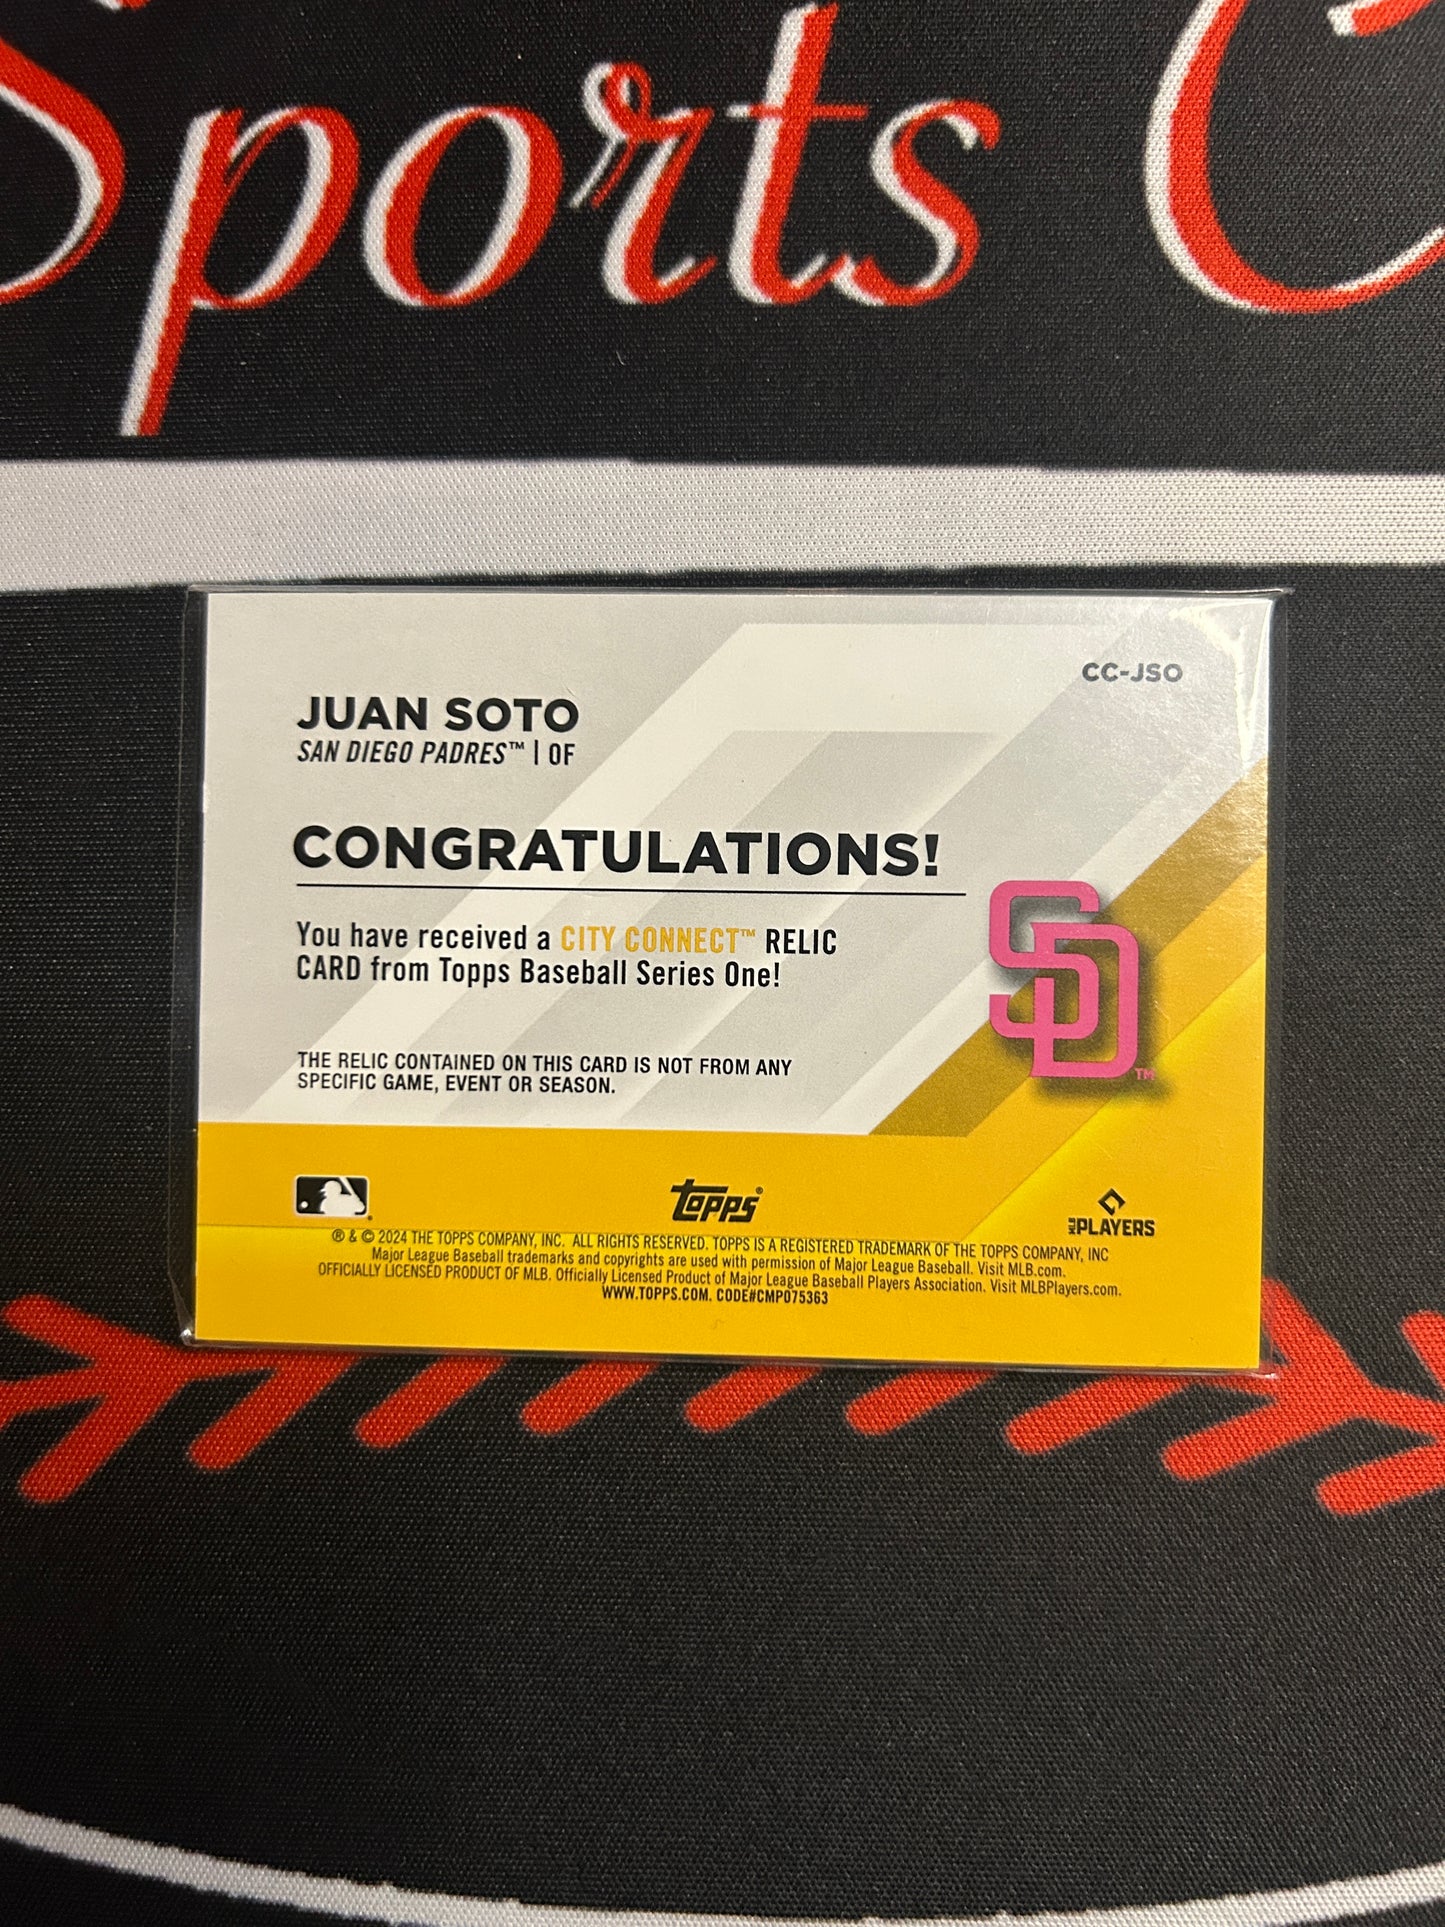 Sports C
CC-JSO
JUAN SOTO
SAN DIEGO PADRES™ | OF
CONGRATULATIONS!
You have received a CITY CONNECT™ RELIC
CARD from Topps Baseball Series One!
SD™
THE RELIC CONTAINED ON THIS CARD IS NOT FROM ANY
SPECIFIC GAME, EVENT OR SEASON.
topps®
MLB PLAYERS
® & © 2024 THE TOPPS COMPANY, INC. ALL RIGHTS RESERVED. TOPPS IS A REGISTERED TRADEMARK OF THE TOPPS COMPANY, INC
Major League Baseball trademarks and copyrights are used with permission of Major League Baseball. Visit MLB.com.
OFFICIALLY LICENSED PRODUCT OF MLB. Officially Licensed Product of Major League Baseball Players Association. Visit MLBPlayers.com.
WWW.TOPPS.COM. CODE#CMP075363